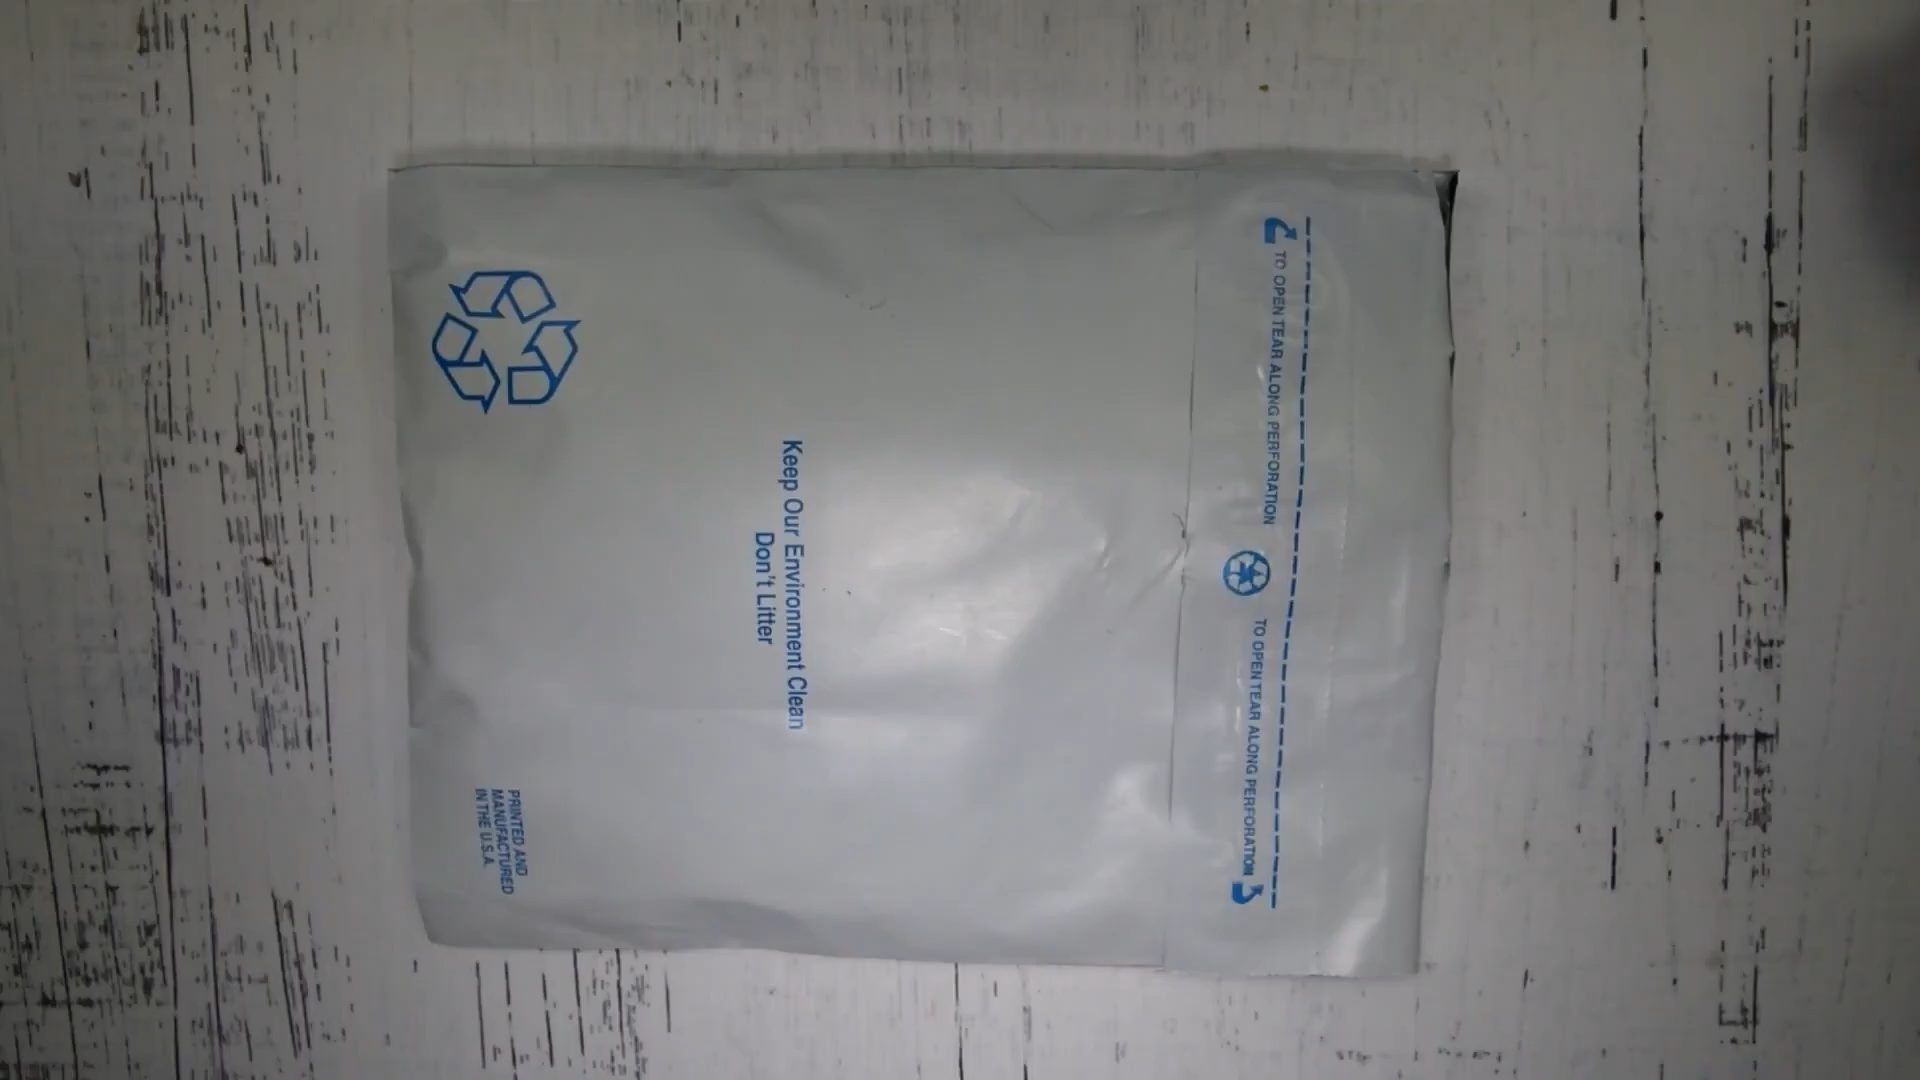 TO OPEN TEAR ALONG PERFORATION
TO OPEN TEAR ALONG PERFORATION
Keep Our Environment Clean
Don't Litter
PRINTED AND
MANUFACTURED
IN THE U.S.A.